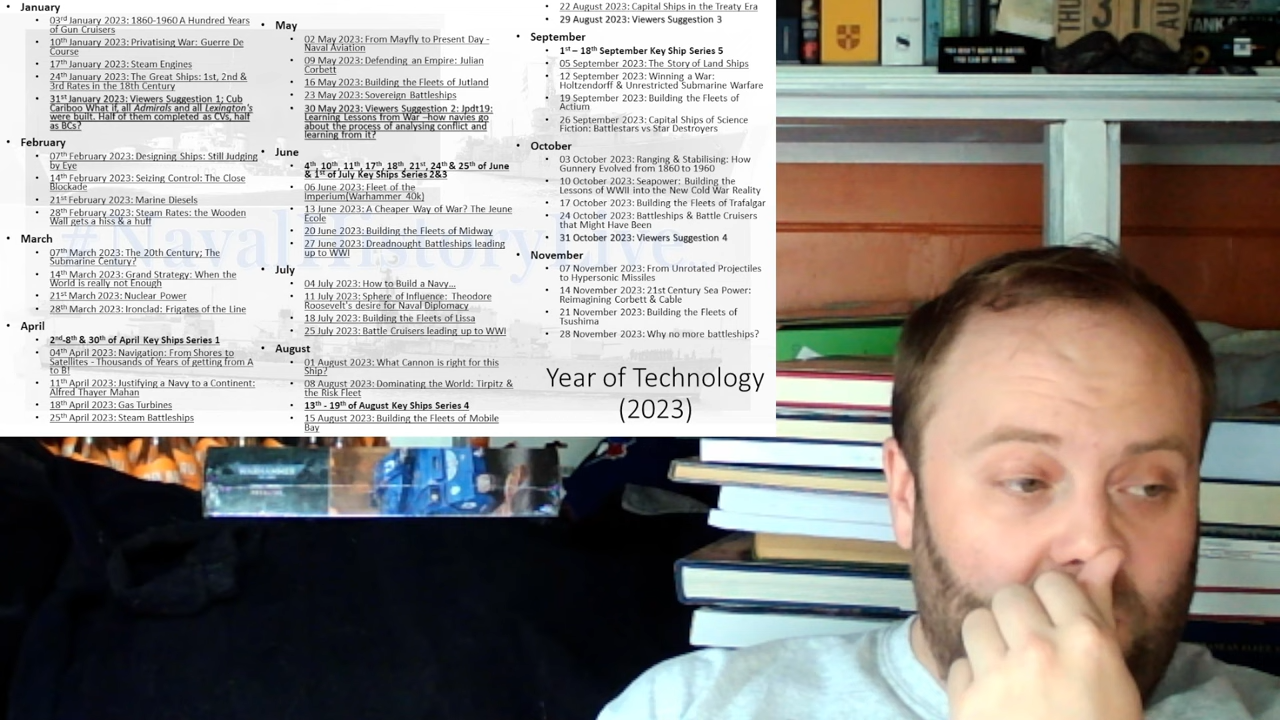 January
03rd January 2023: 1860-1960 A Hundred Years
of Gun Cruisers
10th January 2023: Privatising War: Guerre De
Course
17th January 2023: Steam Engines
24th January 2023: The Great Ships: 1st, 2nd &
3rd Rates in the 18th Century
31st January 2023: Viewers Suggestion 1; Cub
Cariboo What if, all Admirals and all Lexington's
were built. Half of them completed as CVs, half
as BCs?
February
07th February 2023: Designing Ships: Still Judging
by Eye
14th February 2023: Seizing Control: The Close
Blockade
21st February 2023: Marine Diesels
28th February 2023: Steam Rates: the Wooden
Wall gets a hiss & a huff
March
07th March 2023: The 20th Century; The
Submarine Century?
14th March 2023: Grand Strategy: When the
World is really not Enough
21st March 2023: Nuclear Power
28th March 2023: Ironclad: Frigates of the Line
April
2nd-8th & 30th of April Key Ships Series 1
04th April 2023: Navigation: From Shores to
Satellites - Thousands of Years of getting from A
to B!
11th April 2023: Justifying a Navy to a Continent:
Alfred Thayer Mahan
18th April 2023: Gas Turbines
25th April 2023: Steam Battleships
May
02 May 2023: From Mayfly to Present Day -
Naval Aviation
09 May 2023: Defending an Empire: Julian
Corbett
16 May 2023: Building the Fleets of Jutland
23 May 2023: Sovereign Battleships
30 May 2023: Viewers Suggestion 2: Jpdt19:
Learning Lessons from War –how navies go
about the process of analysing conflict and
learning from it?
June
4th, 10th, 11th, 17th, 18th, 21st, 24th & 25th of June
& 1st of July Key Ships Series 2&3
06 June 2023: Fleet of the
Imperium(Warhammer 40k)
13 June 2023: A Cheaper Way of War? The Jeune
Ecole
20 June 2023: Building the Fleets of Midway
27 June 2023: Dreadnought Battleships leading
up to WWI
July
04 July 2023: How to Build a Navy...
11 July 2023: Sphere of Influence: Theodore
Roosevelt's desire for Naval Diplomacy
18 July 2023: Building the Fleets of Lissa
25 July 2023: Battle Cruisers leading up to WWI
August
01 August 2023: What Cannon is right for this
Ship?
08 August 2023: Dominating the World: Tirpitz &
the Risk Fleet
13th - 19th of August Key Ships Series 4
15 August 2023: Building the Fleets of Mobile
Bay
22 August 2023: Capital Ships in the Treaty Era
29 August 2023: Viewers Suggestion 3
September
1st – 18th September Key Ship Series 5
05 September 2023: The Story of Land Ships
12 September 2023: Winning a War:
Holtzendorff & Unrestricted Submarine Warfare
19 September 2023: Building the Fleets of
Actium
26 September 2023: Capital Ships of Science
Fiction: Battlestars vs Star Destroyers
October
03 October 2023: Ranging & Stabilising: How
Gunnery Evolved from 1860 to 1960
10 October 2023: Seapower: Building the
Lessons of WWII into the New Cold War Reality
17 October 2023: Building the Fleets of Trafalgar
24 October 2023: Battleships & Battle Cruisers
that Might Have Been
31 October 2023: Viewers Suggestion 4
November
07 November 2023: From Unrotated Projectiles
to Hypersonic Missiles
14 November 2023: 21st Century Sea Power:
Reimagining Corbett & Cable
21 November 2023: Building the Fleets of
Tsushima
28 November 2023: Why no more battleships?
Year of Technology
(2023)
#NavalHistoryLive...
THU
31
AU
TANK
WARHAMMER